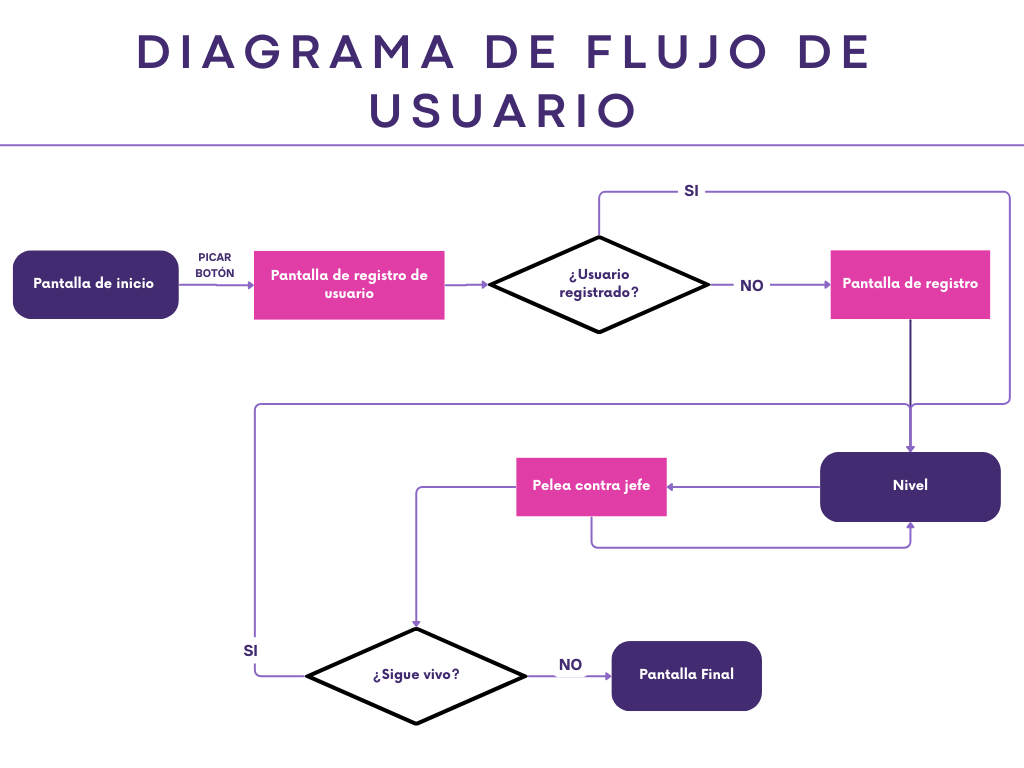 DIAGRAMA DE FLUJO DE
USUARIO
SI
PICAR
BOTÓN
Pantalla de inicio
Pantalla de registro de
usuario
¿Usuario
registrado?
NO
Pantalla de registro
Pelea contra jefe
Nivel
SI
¿Sigue vivo?
NO
Pantalla Final